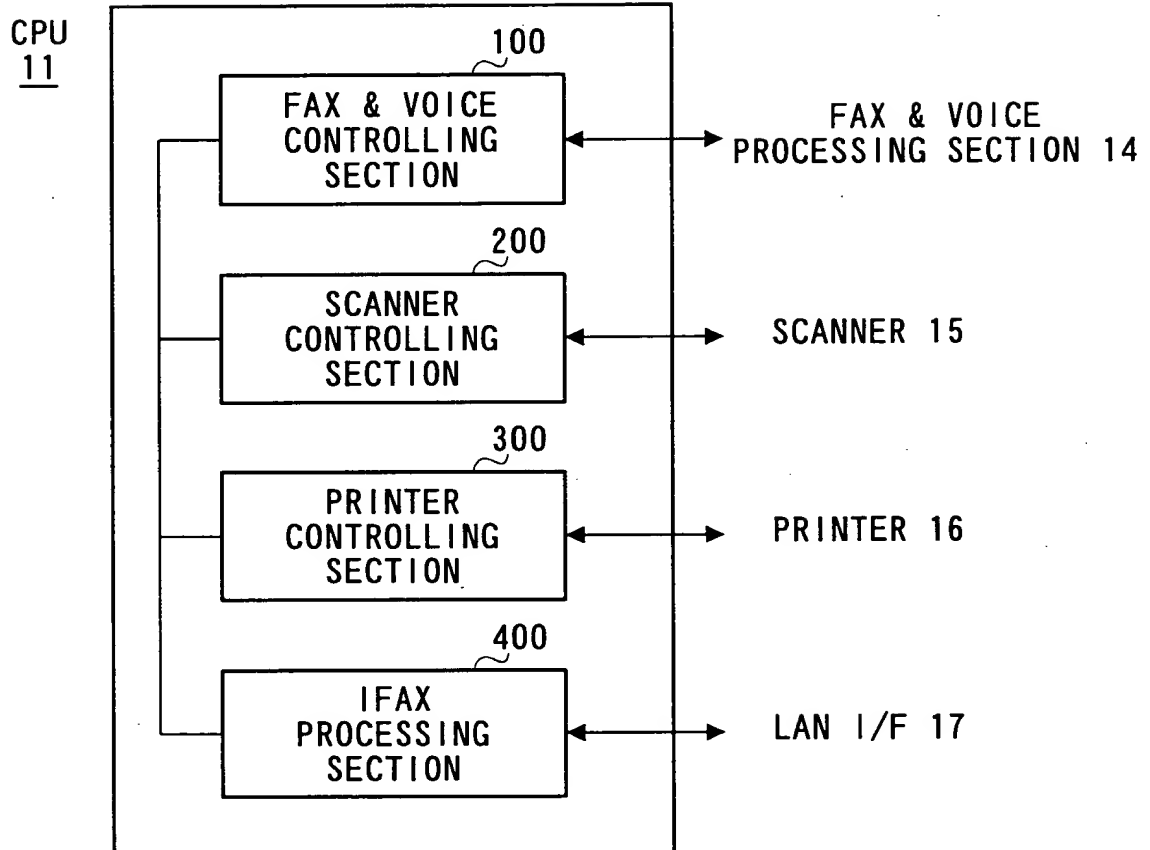 CPU
11
100
FAX & VOICE
CONTROLLING
SECTION
FAX & VOICE
PROCESSING SECTION 14
200
SCANNER
CONTROLLING
SECTION
SCANNER 15
300
PRINTER
CONTROLLING
SECTION
PRINTER 16
400
IFAX
PROCESSING
SECTION
LAN I/F 17